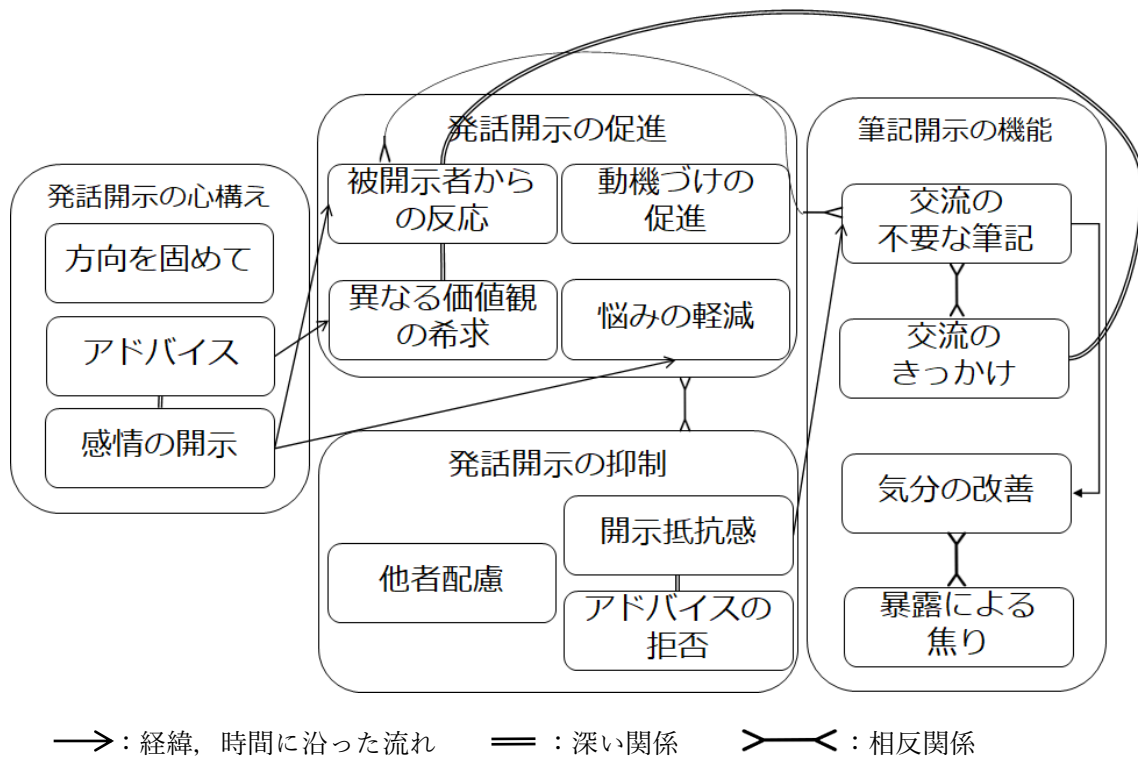 発話開示の心構え
方向を固めて
アドバイス
感情の開示
発話開示の促進
被開示者から
の反応
動機づけの
促進
異なる価値観
の希求
悩みの軽減
発話開示の抑制
他者配慮
開示抵抗感
アドバイスの
拒否
筆記開示の機能
交流の
不要な筆記
交流の
きっかけ
気分の改善
暴露による
焦り
:経緯,時間に沿った流れ
:深い関係
:相反関係